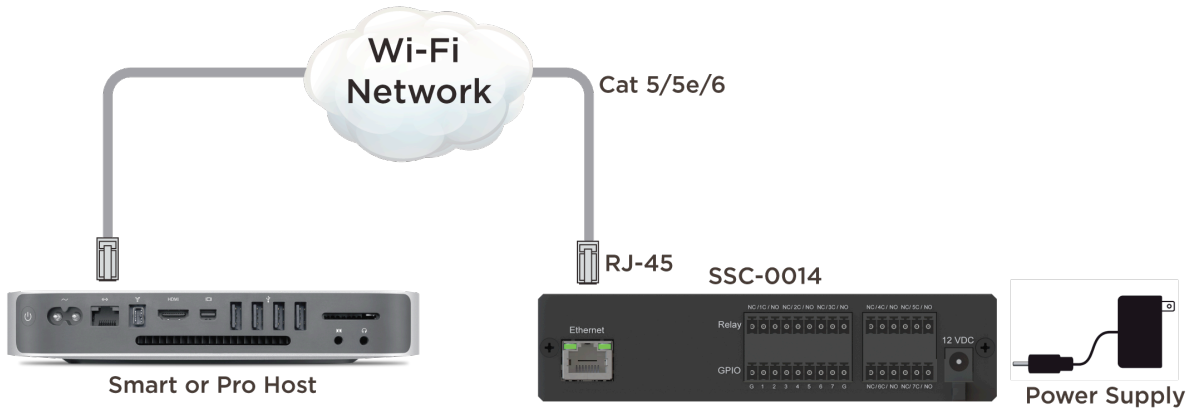 Wi-Fi
Network
Cat 5/5e/6
RJ-45
SSC-0014
HDMI
Smart or Pro Host
NC / 1C / NO NC / 2C / NO NC / 3C / NO NC / 4C / NO NC / 5C / NO
Relay
Ethernet
12 VDC
GPIO
G 1 2 3 4 5 6 7 G NC / 6C / NO NC / 7C / NO
Power Supply